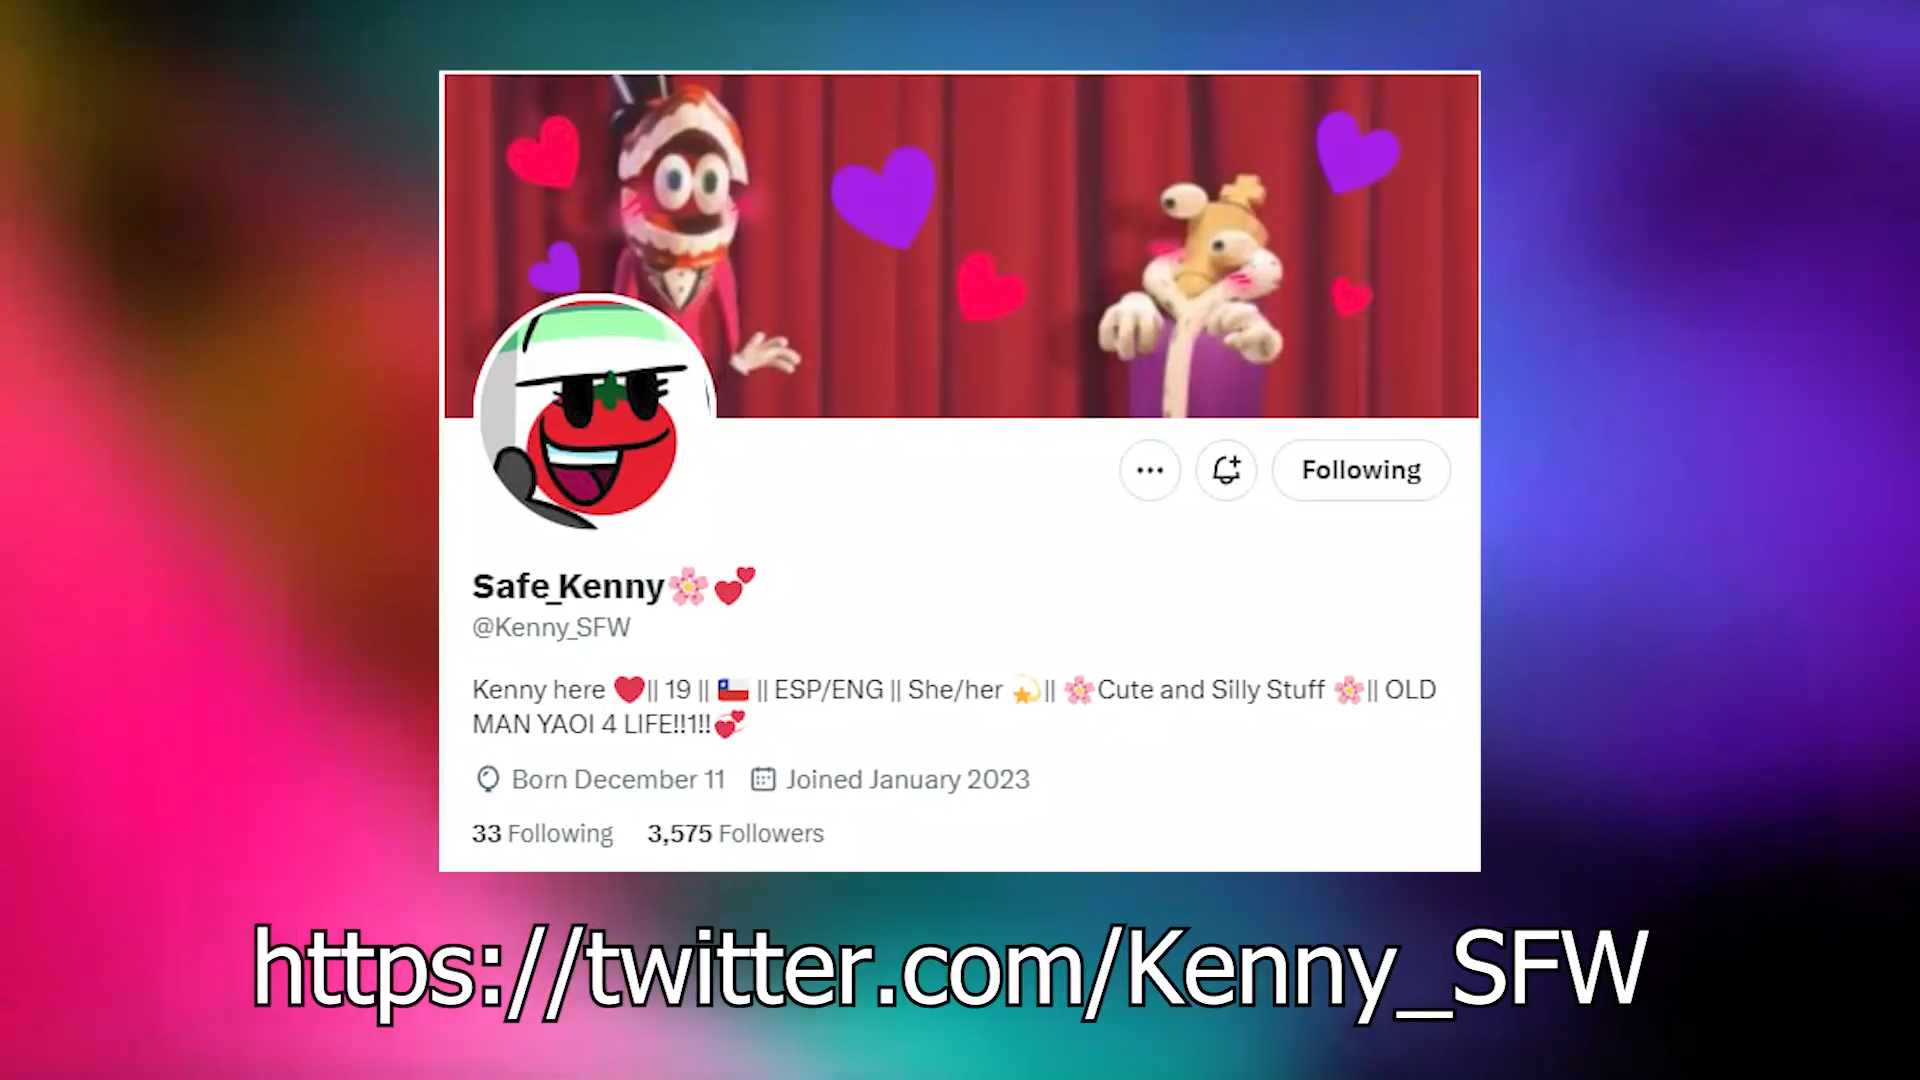 Following
Safe_Kenny🌸💕
@Kenny_SFW
Kenny here ❤️|| 19 || 🇨🇱 || ESP/ENG || She/her 💫|| 🌸Cute and Silly Stuff 🌸|| OLD
MAN YAOI 4 LIFE!!1!!💞
Born December 11 Joined January 2023
33 Following 3,575 Followers
https://twitter.com/Kenny_SFW